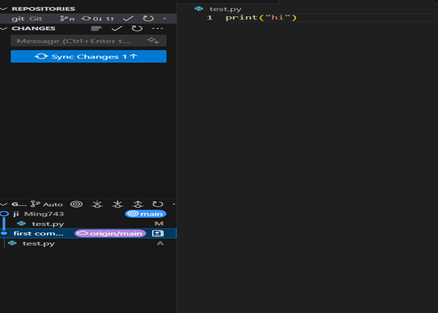 REPOSITORIES
git Git
0↓ 1↑
CHANGES
Message (Ctrl+Enter t...
Sync Changes 1↑
test.py
1 print("hi")
G... Auto
ji Ming743 main
test.py M
first com... origin/main
test.py A